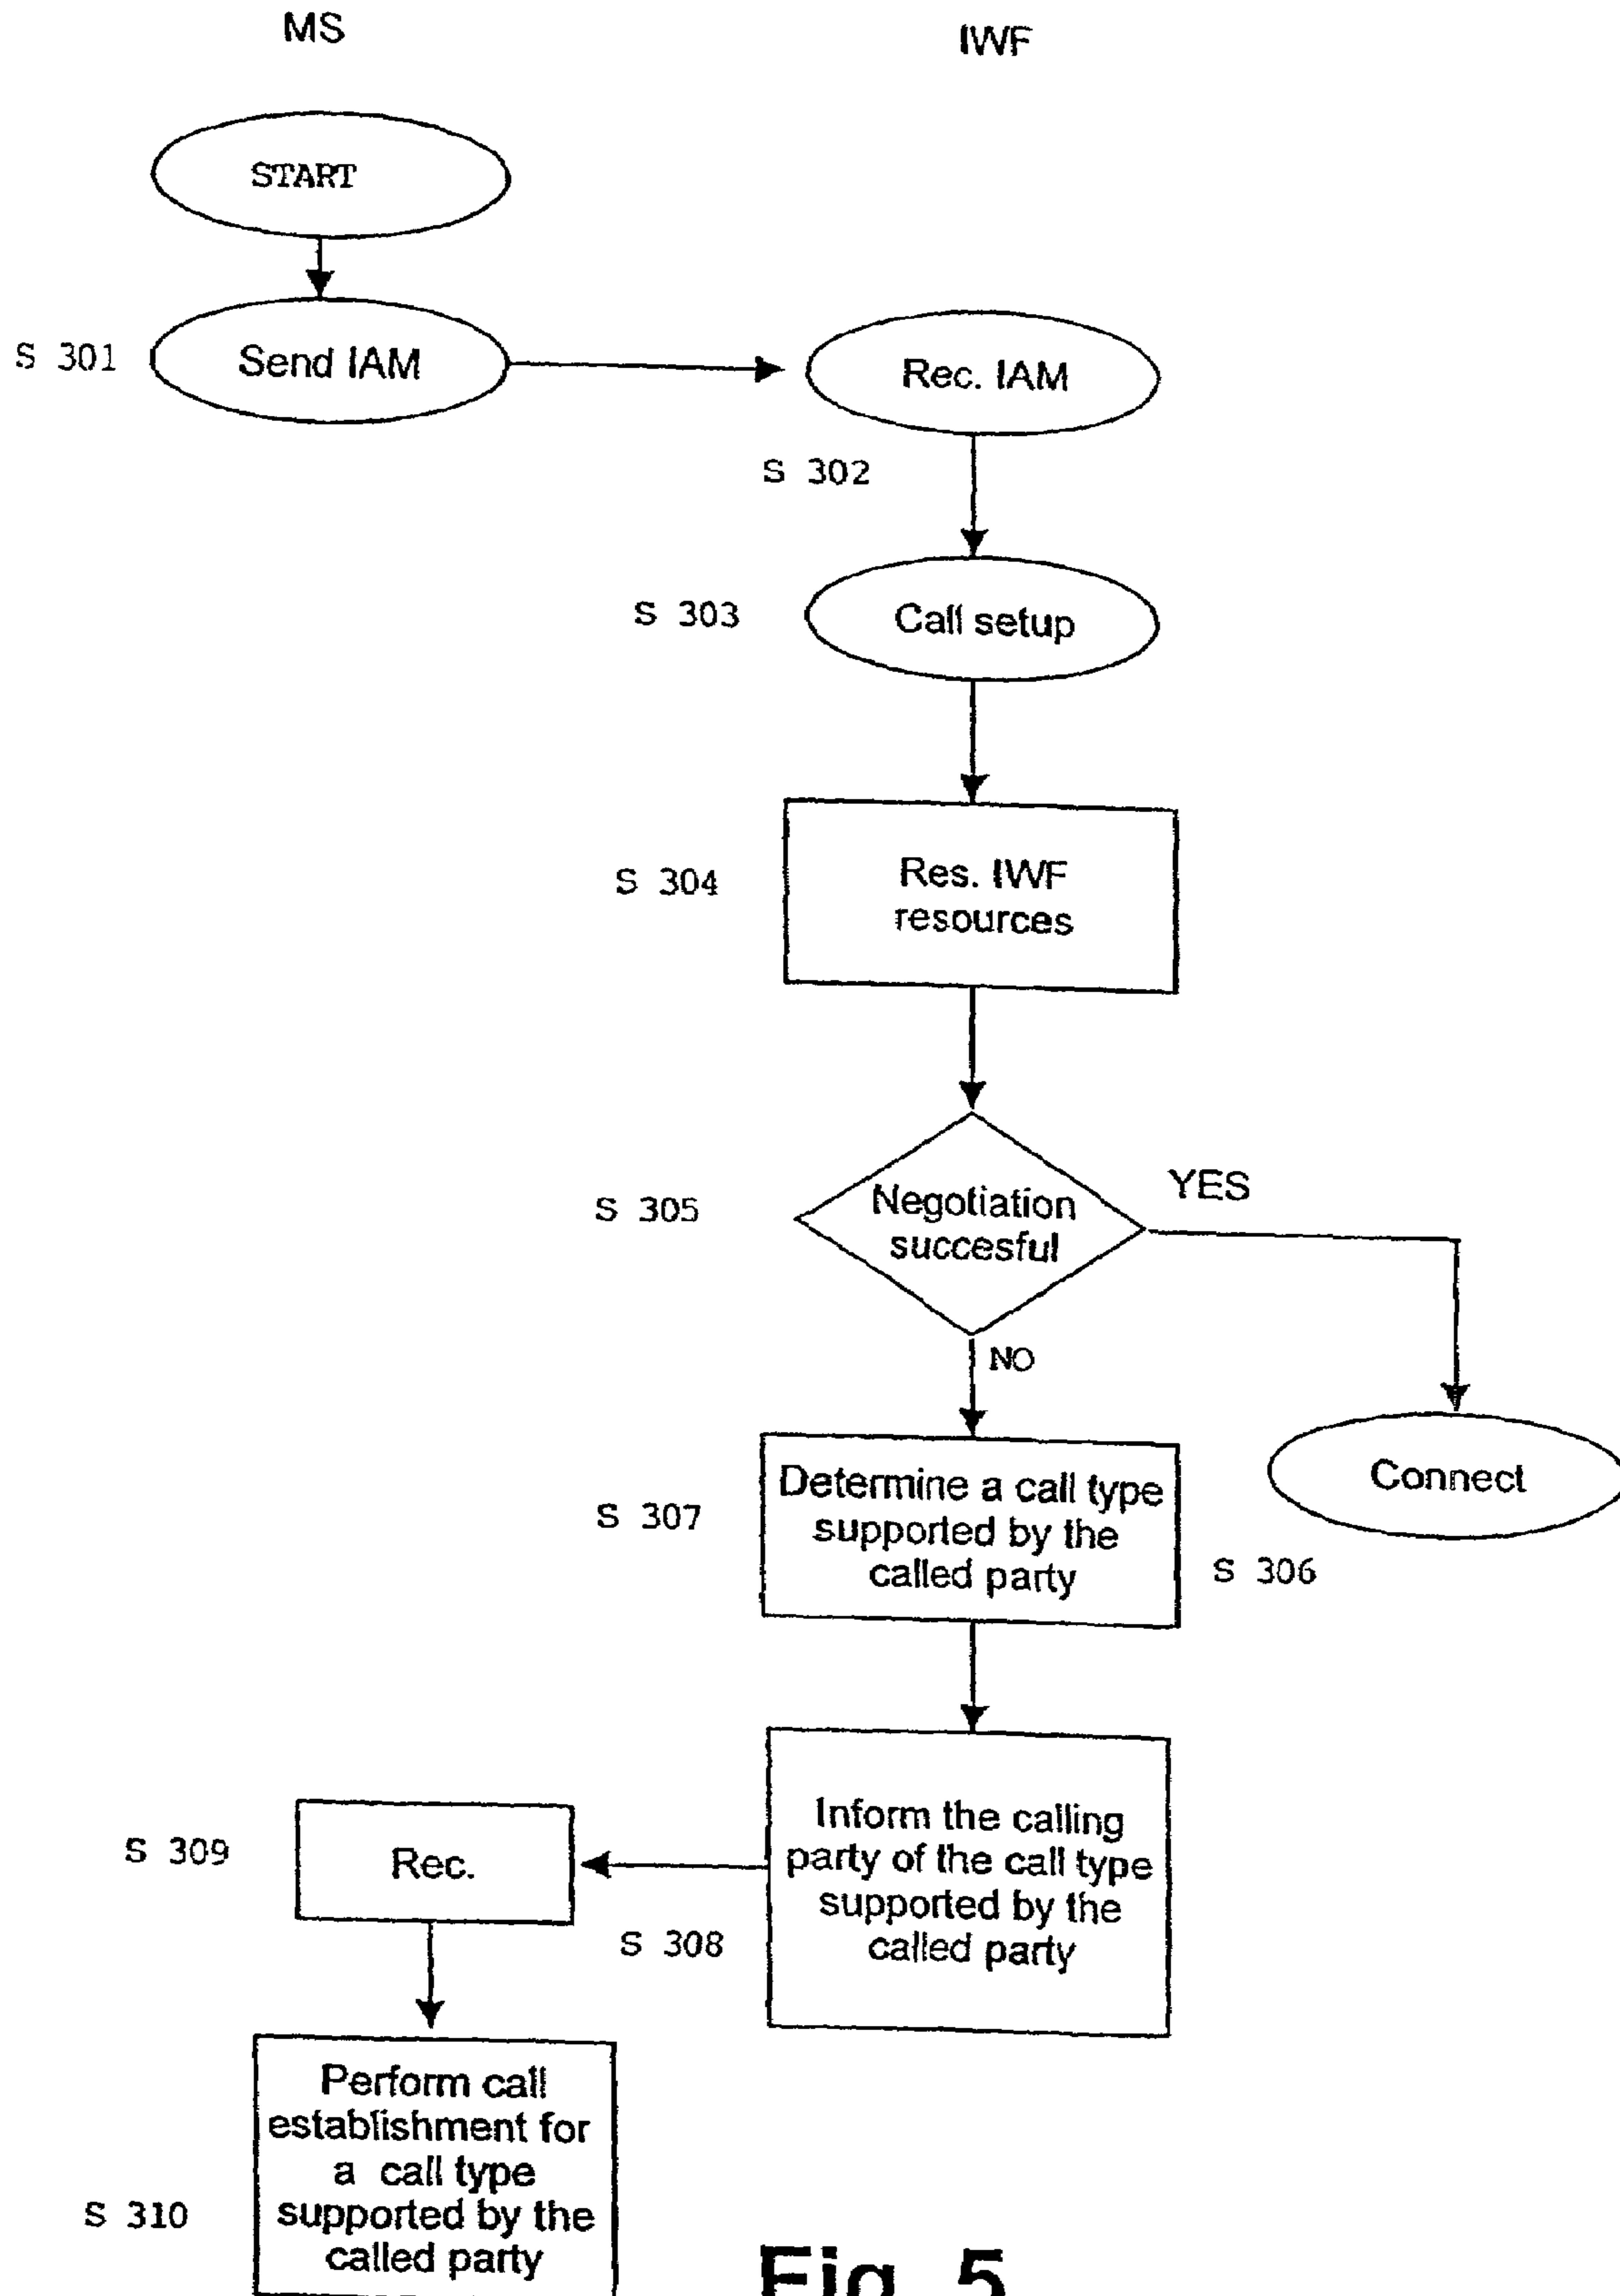 MS
IWF
START
S 301
Send IAM
Rec. IAM
S 302
S 303
Call setup
S 304
Res. IWF
resources
S 305
Negotiation
succesful
YES
NO
Connect
S 306
S 307
Determine a call type
supported by the
called party
Inform the calling
party of the call type
supported by the
called party
S 308
S 309
Rec.
S 310
Perform call
establishment for
a call type
supported by the
called party
Fig. 5